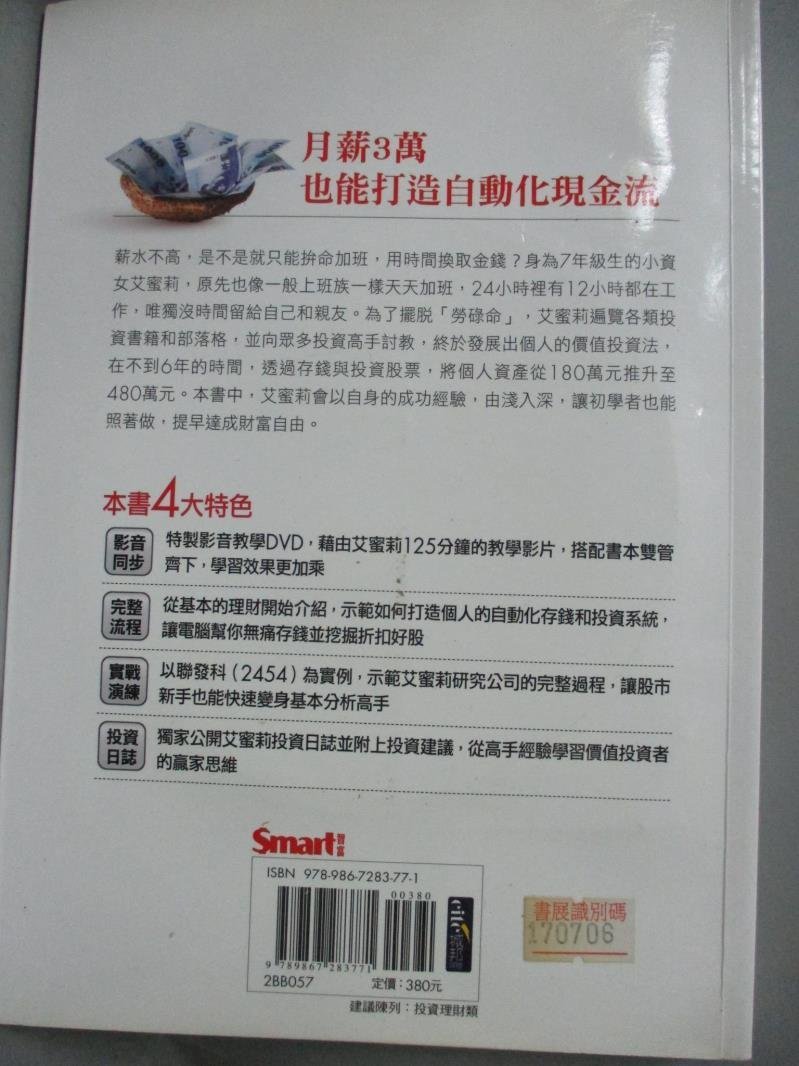 月薪3萬
也能打造自動化現金流
薪水不高，是不是就只能拚命加班，用時間換取金錢？身為7年級生的小資
女艾蜜莉，原先也像一般上班族一樣天天加班，24小時裡有12小時都在工
作，唯獨沒時間留給自己和親友。為了擺脫「勞碌命」，艾蜜莉遍覽各類投
資書籍和部落格，並向眾多投資高手討教，終於發展出個人的價值投資法，
在不到6年的時間，透過存錢與投資股票，將個人資產從180萬元推升至
480萬元。本書中，艾蜜莉會以自身的成功經驗，由淺入深，讓初學者也能
照著做，提早達成財富自由。
本書4大特色
影音
同步
特製影音教學DVD，藉由艾蜜莉125分鐘的教學影片，搭配書本雙管
齊下，學習效果更加乘
完整
流程
從基本的理財開始介紹，示範如何打造個人的自動化存錢和投資系統，
讓電腦幫你無痛存錢並挖掘折扣好股
實戰
演練
以聯發科（2454）為實例，示範艾蜜莉研究公司的完整過程，讓股市
新手也能快速變身基本分析高手
投資
日誌
獨家公開艾蜜莉投資日誌並附上投資建議，從高手經驗學習價值投資者
的贏家思維
Smart智富
ISBN 978-986-7283-77-1
00380
9 789867 283771
cite城邦
2BB057 定價：380元
建議陳列：投資理財類
書展識別碼
170706
100